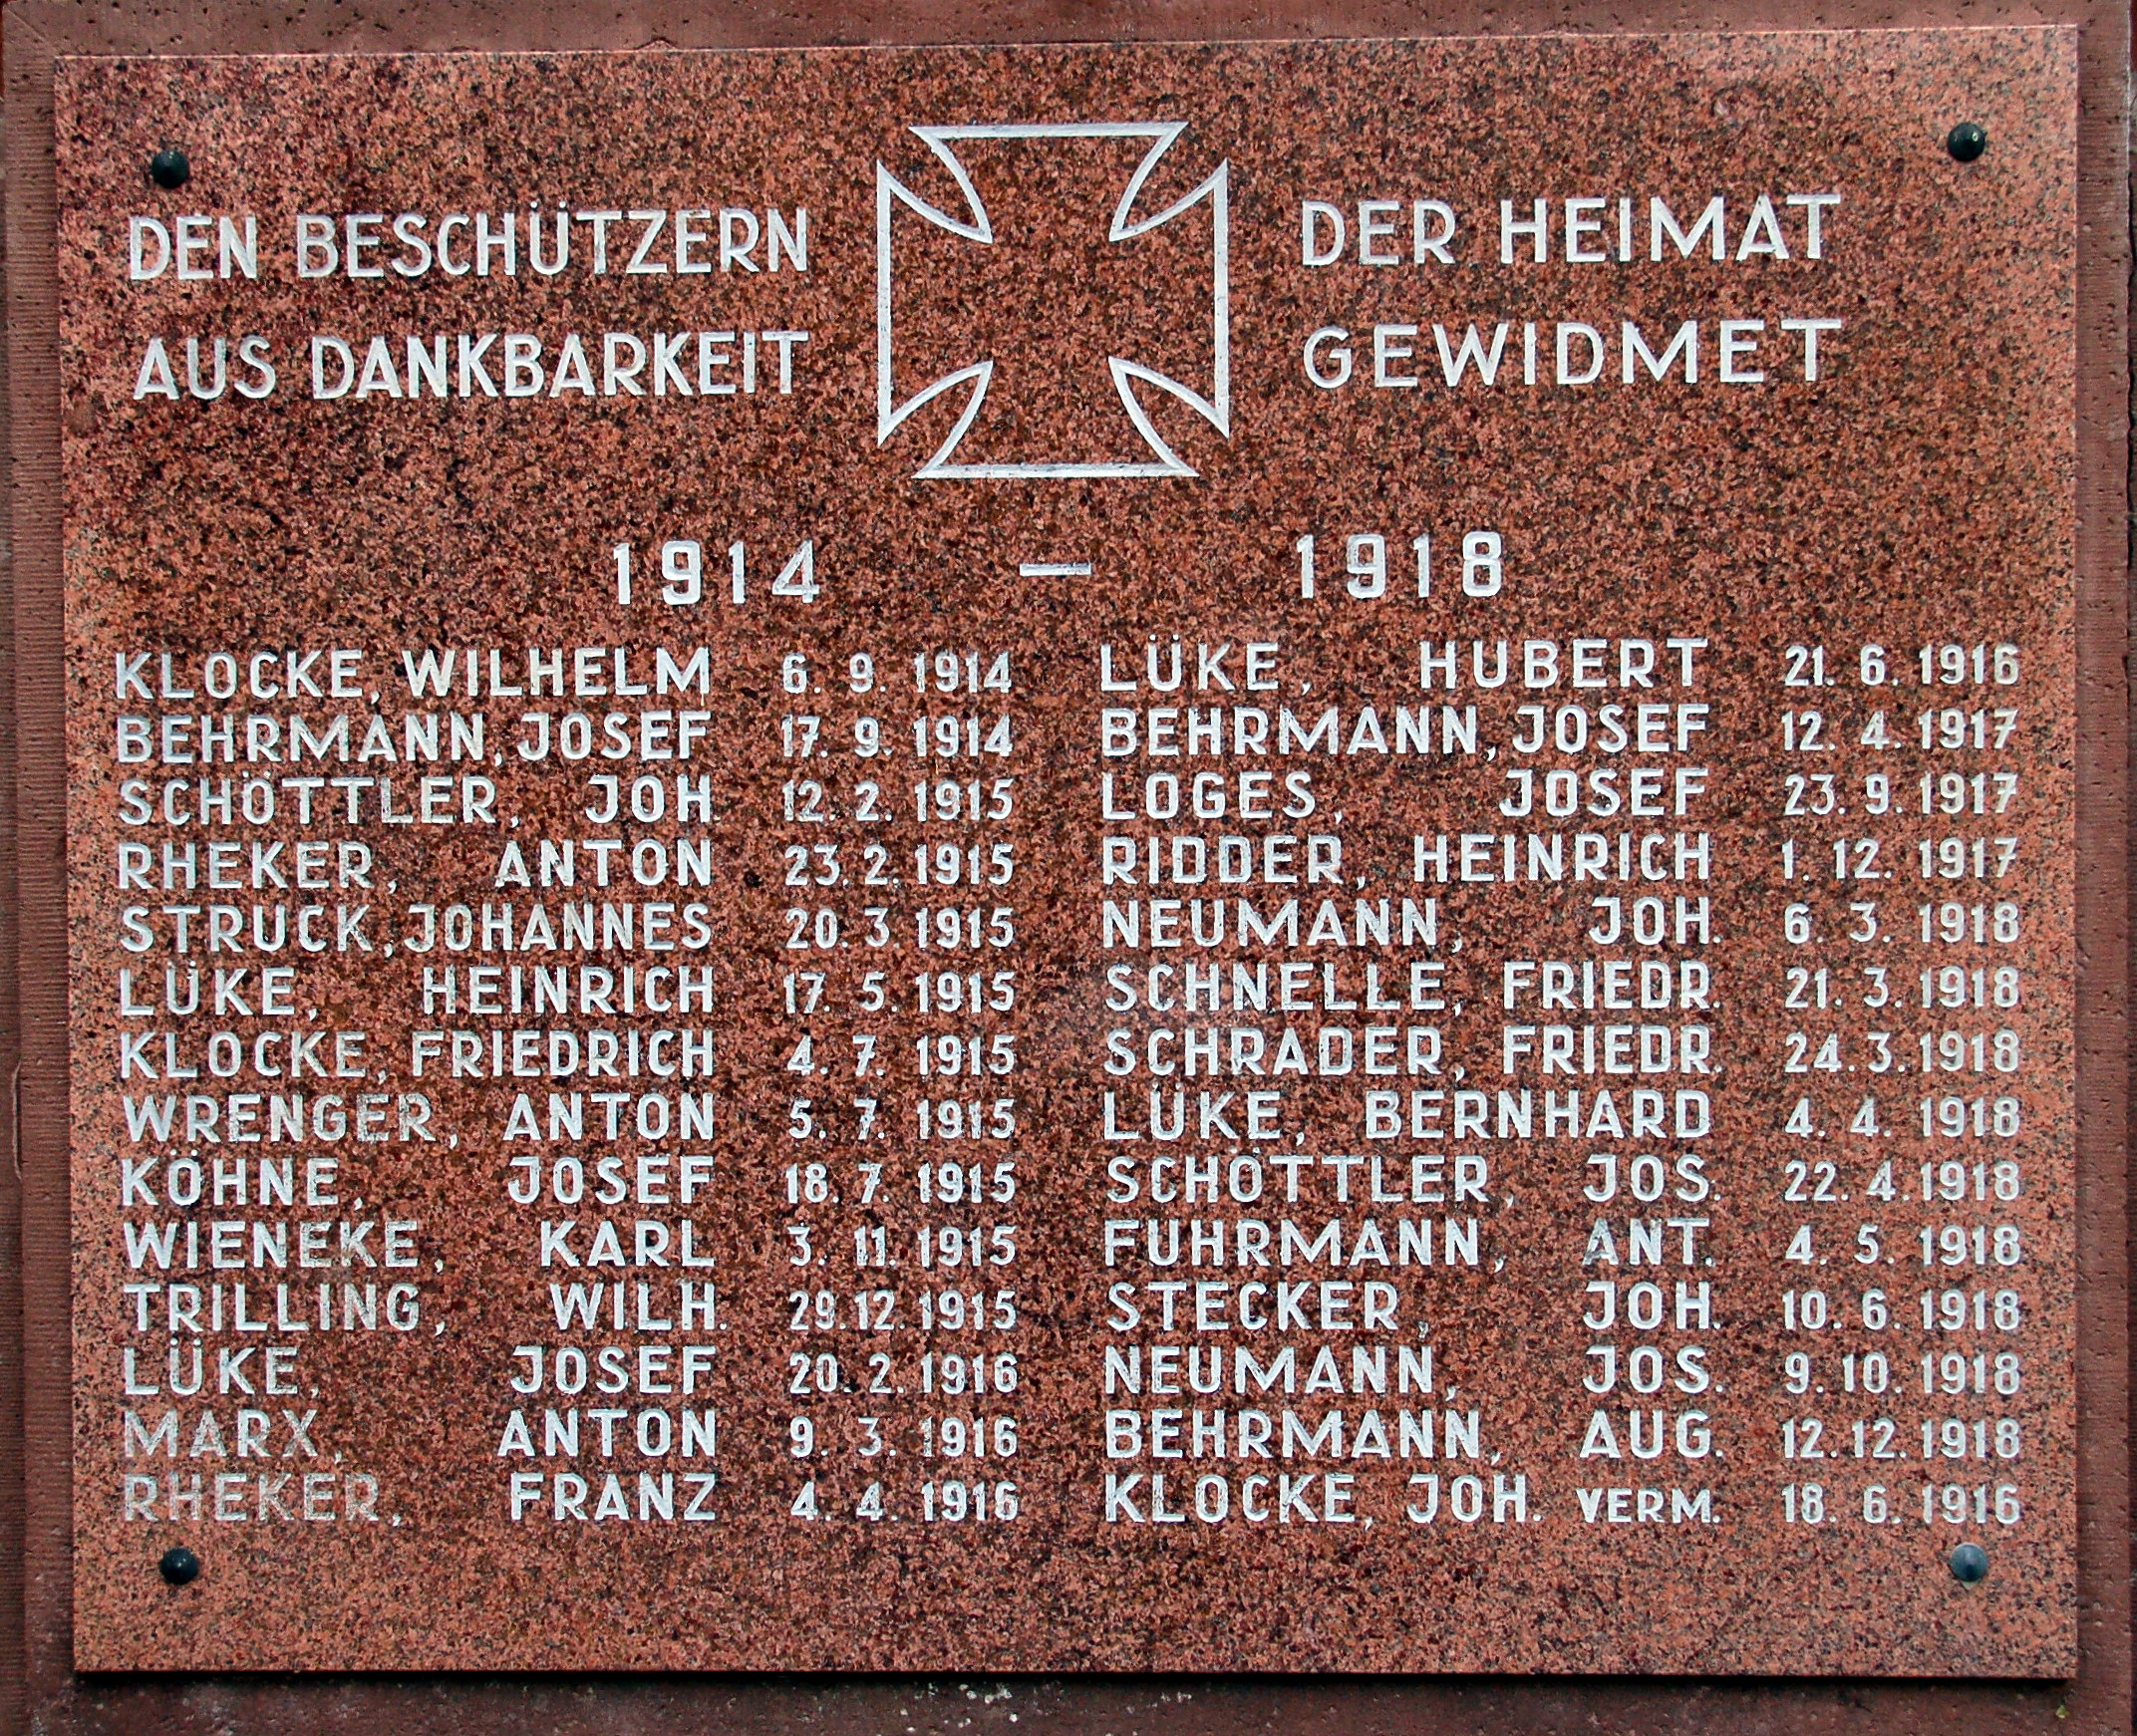 DEN BESCHÜTZERN DER HEIMAT
AUS DANKBARKEIT GEWIDMET
1914 – 1918
KLOCKE, WILHELM 6. 9. 1914
BEHRMANN, JOSEF 17. 9. 1914
SCHÖTTLER, JOH. 12. 2. 1915
RHEKER, ANTON 23. 2. 1915
STRUCK, JOHANNES 20. 3. 1915
LÜKE, HEINRICH 17. 5. 1915
KLOCKE, FRIEDRICH 4. 7. 1915
WRENGER, ANTON 5. 7. 1915
KÖHNE, JOSEF 18. 7. 1915
WIENEKE, KARL 3. 11. 1915
TRILLING, WILH. 29. 12. 1915
LÜKE, JOSEF 20. 2. 1916
MARX, ANTON 9. 3. 1916
RHEKER, FRANZ 4. 4. 1916
LÜKE, HUBERT 21. 6. 1916
BEHRMANN, JOSEF 12. 4. 1917
LOGES, JOSEF 23. 9. 1917
RIDDER, HEINRICH 1. 12. 1917
NEUMANN, JOH. 6. 3. 1918
SCHNELLE, FRIEDR. 21. 3. 1918
SCHRADER, FRIEDR. 24. 3. 1918
LÜKE, BERNHARD 4. 4. 1918
SCHÖTTLER, JOS. 22. 4. 1918
FUHRMANN, ANT. 4. 5. 1918
STECKER, JOH. 10. 6. 1918
NEUMANN, JOS. 9. 10. 1918
BEHRMANN, AUG. 12. 12. 1918
KLOCKE, JOH. VERM. 18. 6. 1916